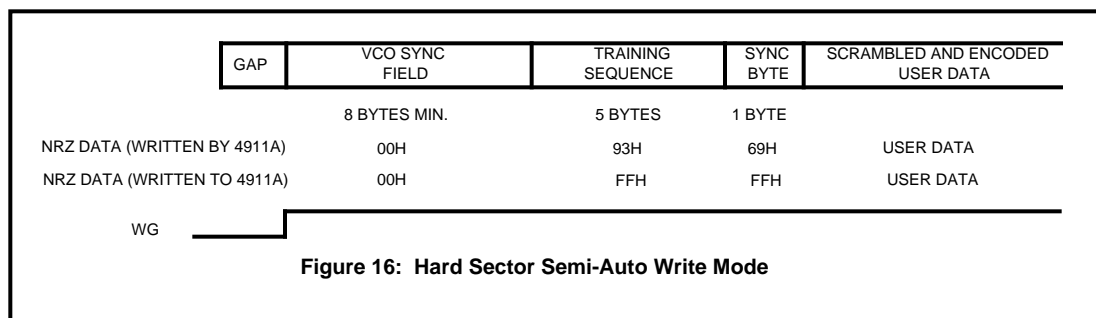 GAP VCO SYNC FIELD TRAINING SEQUENCE SYNC BYTE SCRAMBLED AND ENCODED USER DATA
8 BYTES MIN. 5 BYTES 1 BYTE
NRZ DATA (WRITTEN BY 4911A) 00H 93H 69H USER DATA
NRZ DATA (WRITTEN TO 4911A) 00H FFH FFH USER DATA
WG
Figure 16: Hard Sector Semi-Auto Write Mode